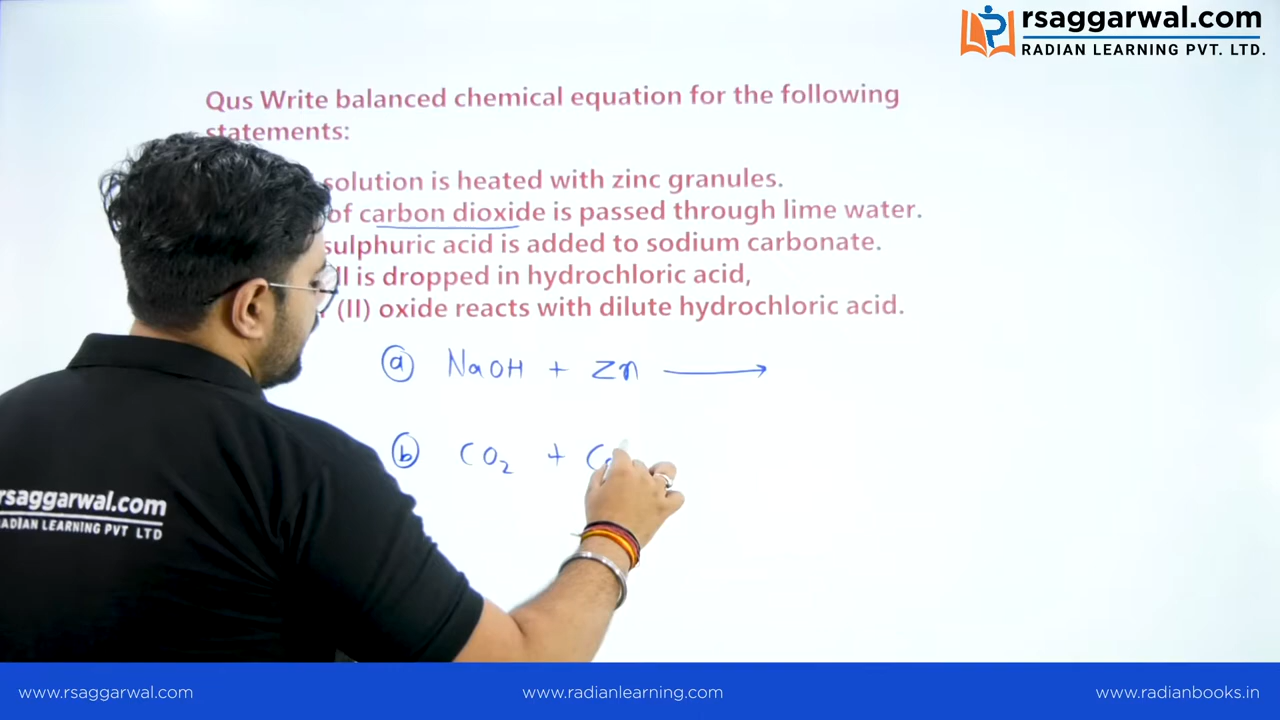 rsaggarwal.com
RADIAN LEARNING PVT. LTD.
Qus Write balanced chemical equation for the following
statements:
solution is heated with zinc granules.
of carbon dioxide is passed through lime water.
sulphuric acid is added to sodium carbonate.
is dropped in hydrochloric acid,
(II) oxide reacts with dilute hydrochloric acid.
(a) NaOH + Zn ⟶
(b) CO₂ + C
rsaggarwal.com
RADIAN LEARNING PVT LTD
www.rsaggarwal.com
www.radianlearning.com
www.radianbooks.in